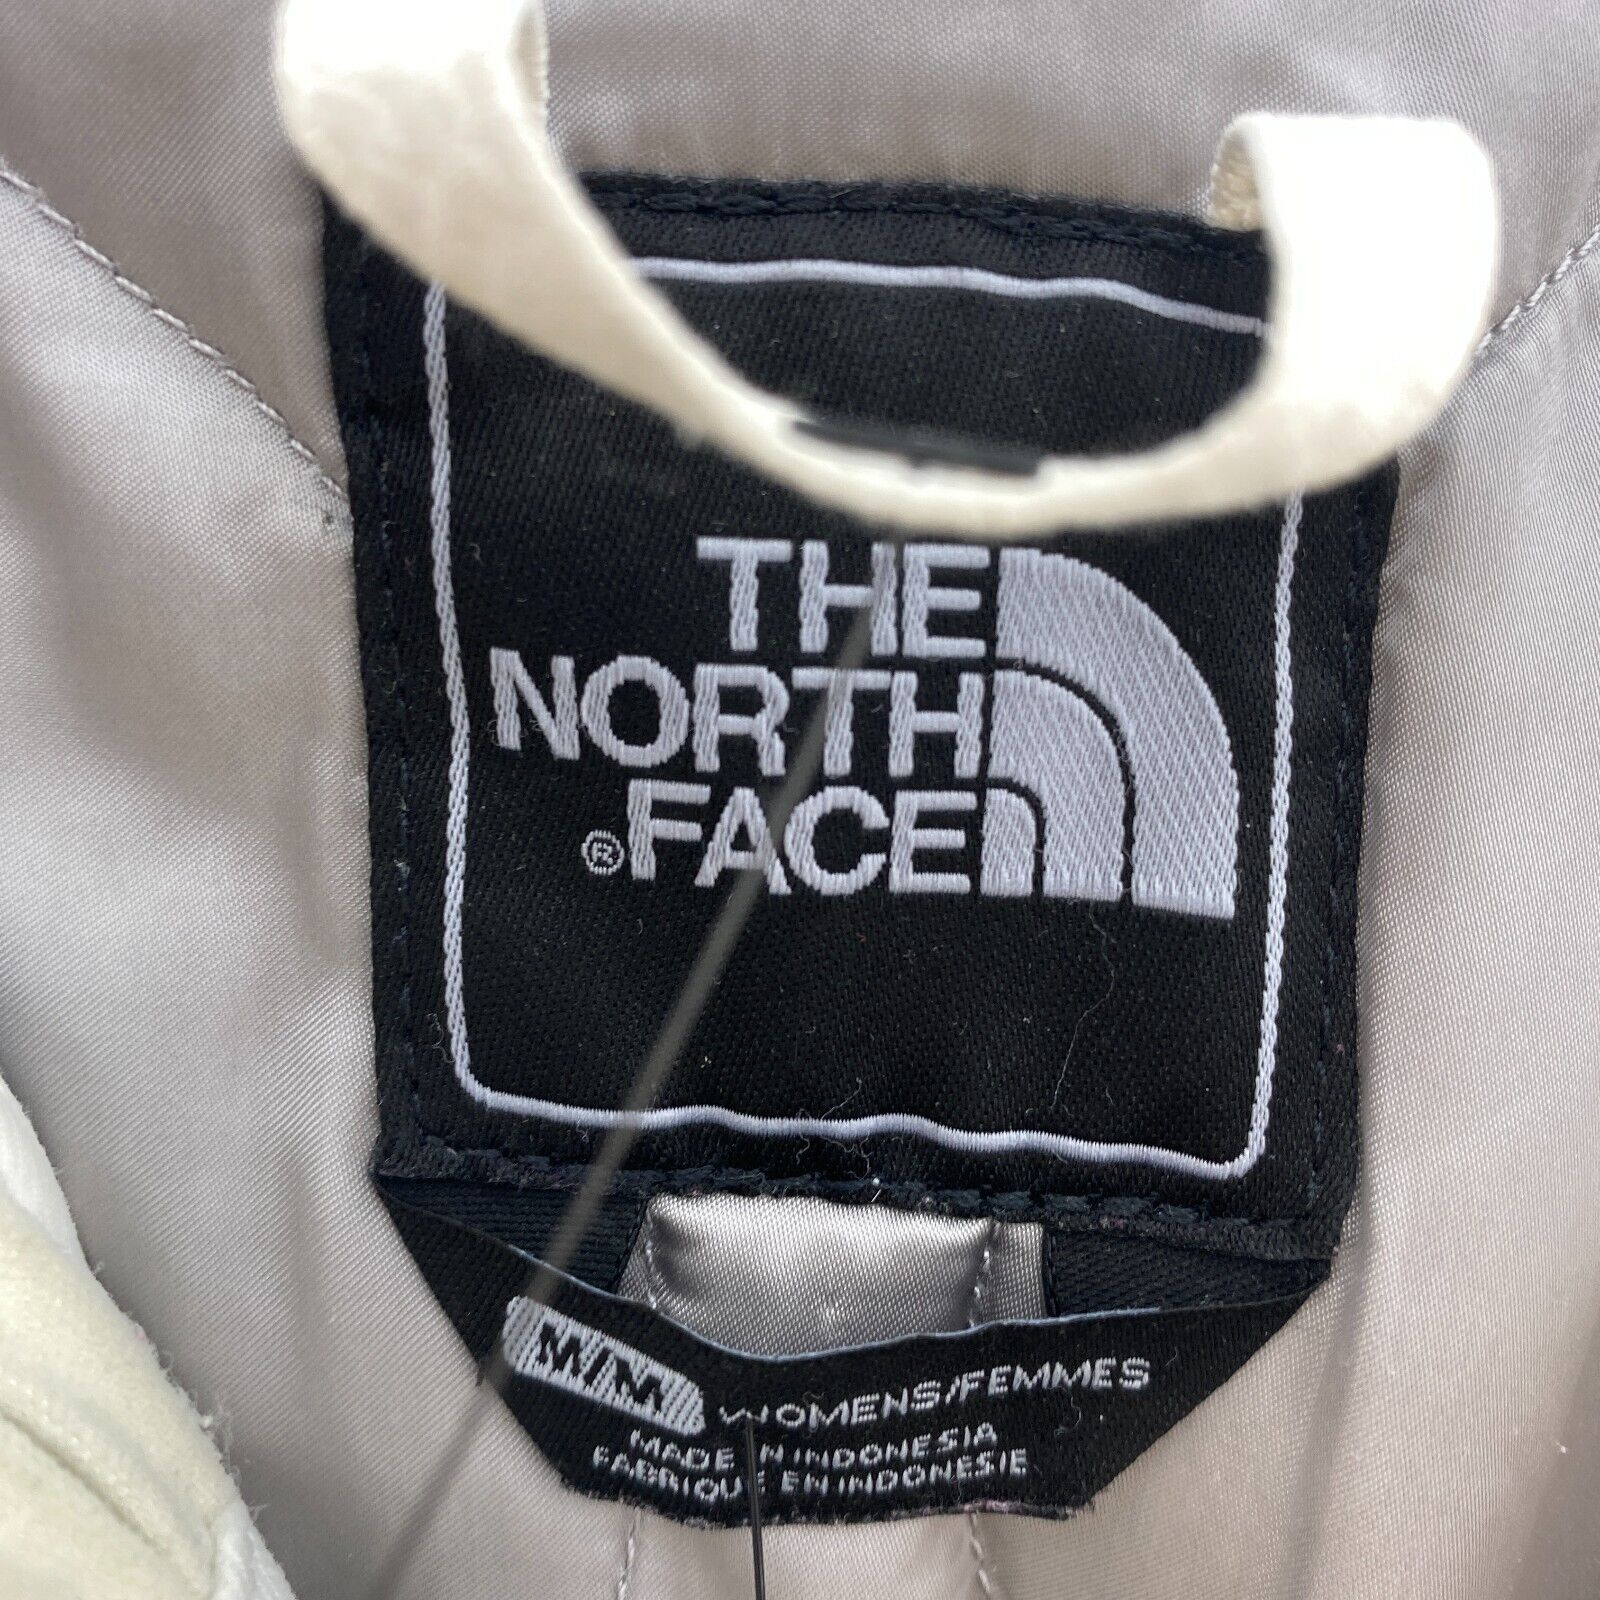 THE
NORTH
®FACE
M/M WOMENS/FEMMES
MADE IN INDONESIA
FABRIQUE EN INDONESIE